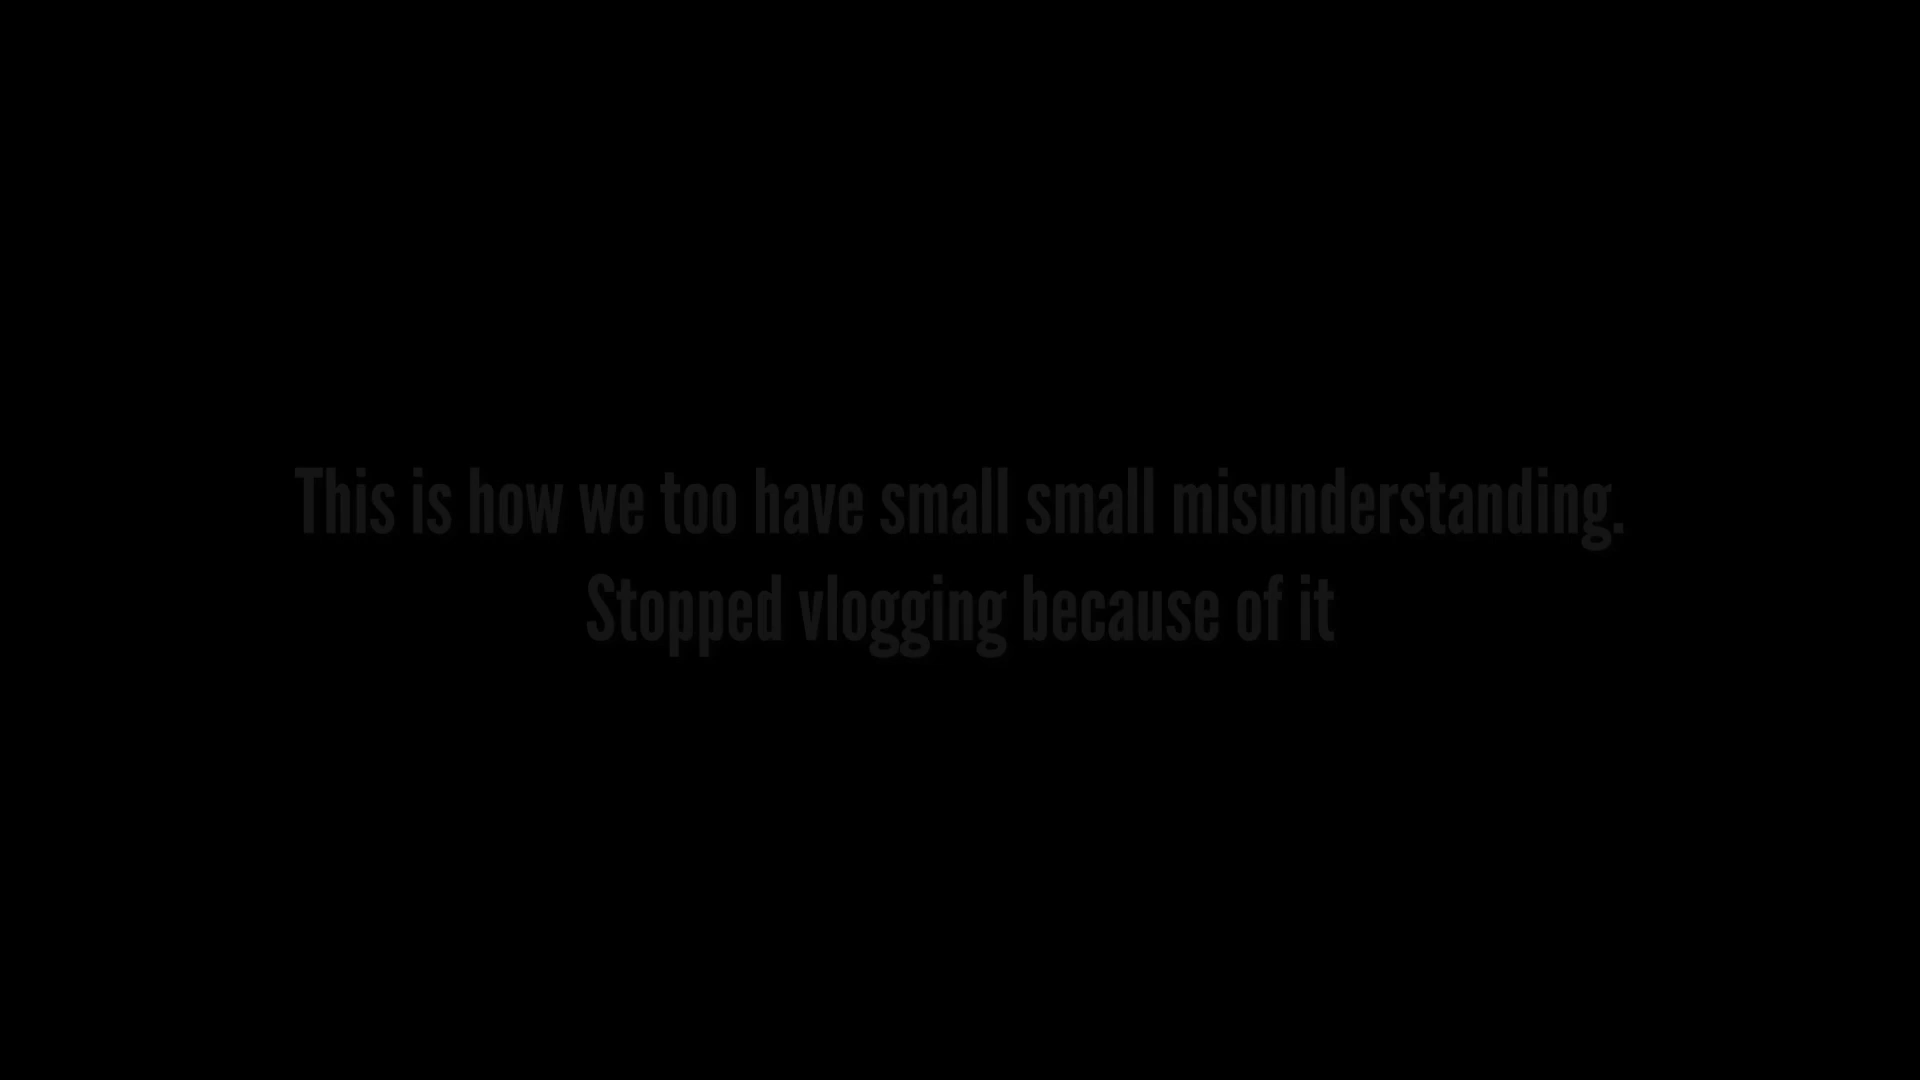 This is how we too have small small misunderstanding.
Stopped vlogging because of it